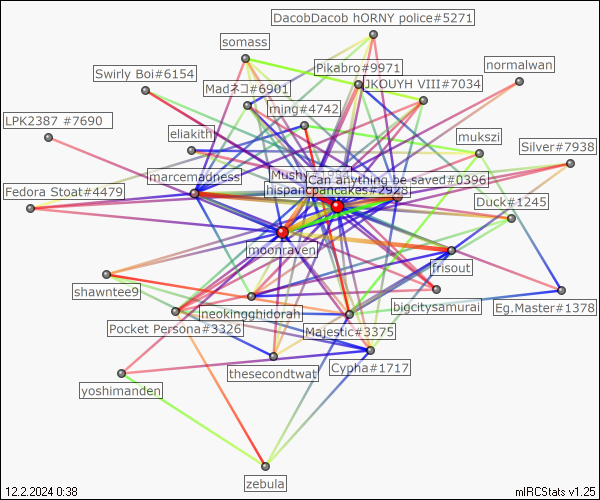 DacobDacob hORNY police#5271
somass
Pikabro#9971
normalwan
Swirly Boi#6154
JKOUYH VIII#7034
Madネコ#6901
ming#4742
LPK2387 #7690
eliakith
mukszi
Silver#7938
marcemadness
Can anything be saved#0396
Fedora Stoat#4479
hispanicpancakes#2928
Duck#1245
moonraven
frisout
shawntee9
bigcitysamurai
Eg.Master#1378
neokingghidorah
Pocket Persona#3326
Majestic#3375
thesecondtwat
Cypha#1717
yoshimanden
zebula
12.2.2024 0:38
mIRCStats v1.25